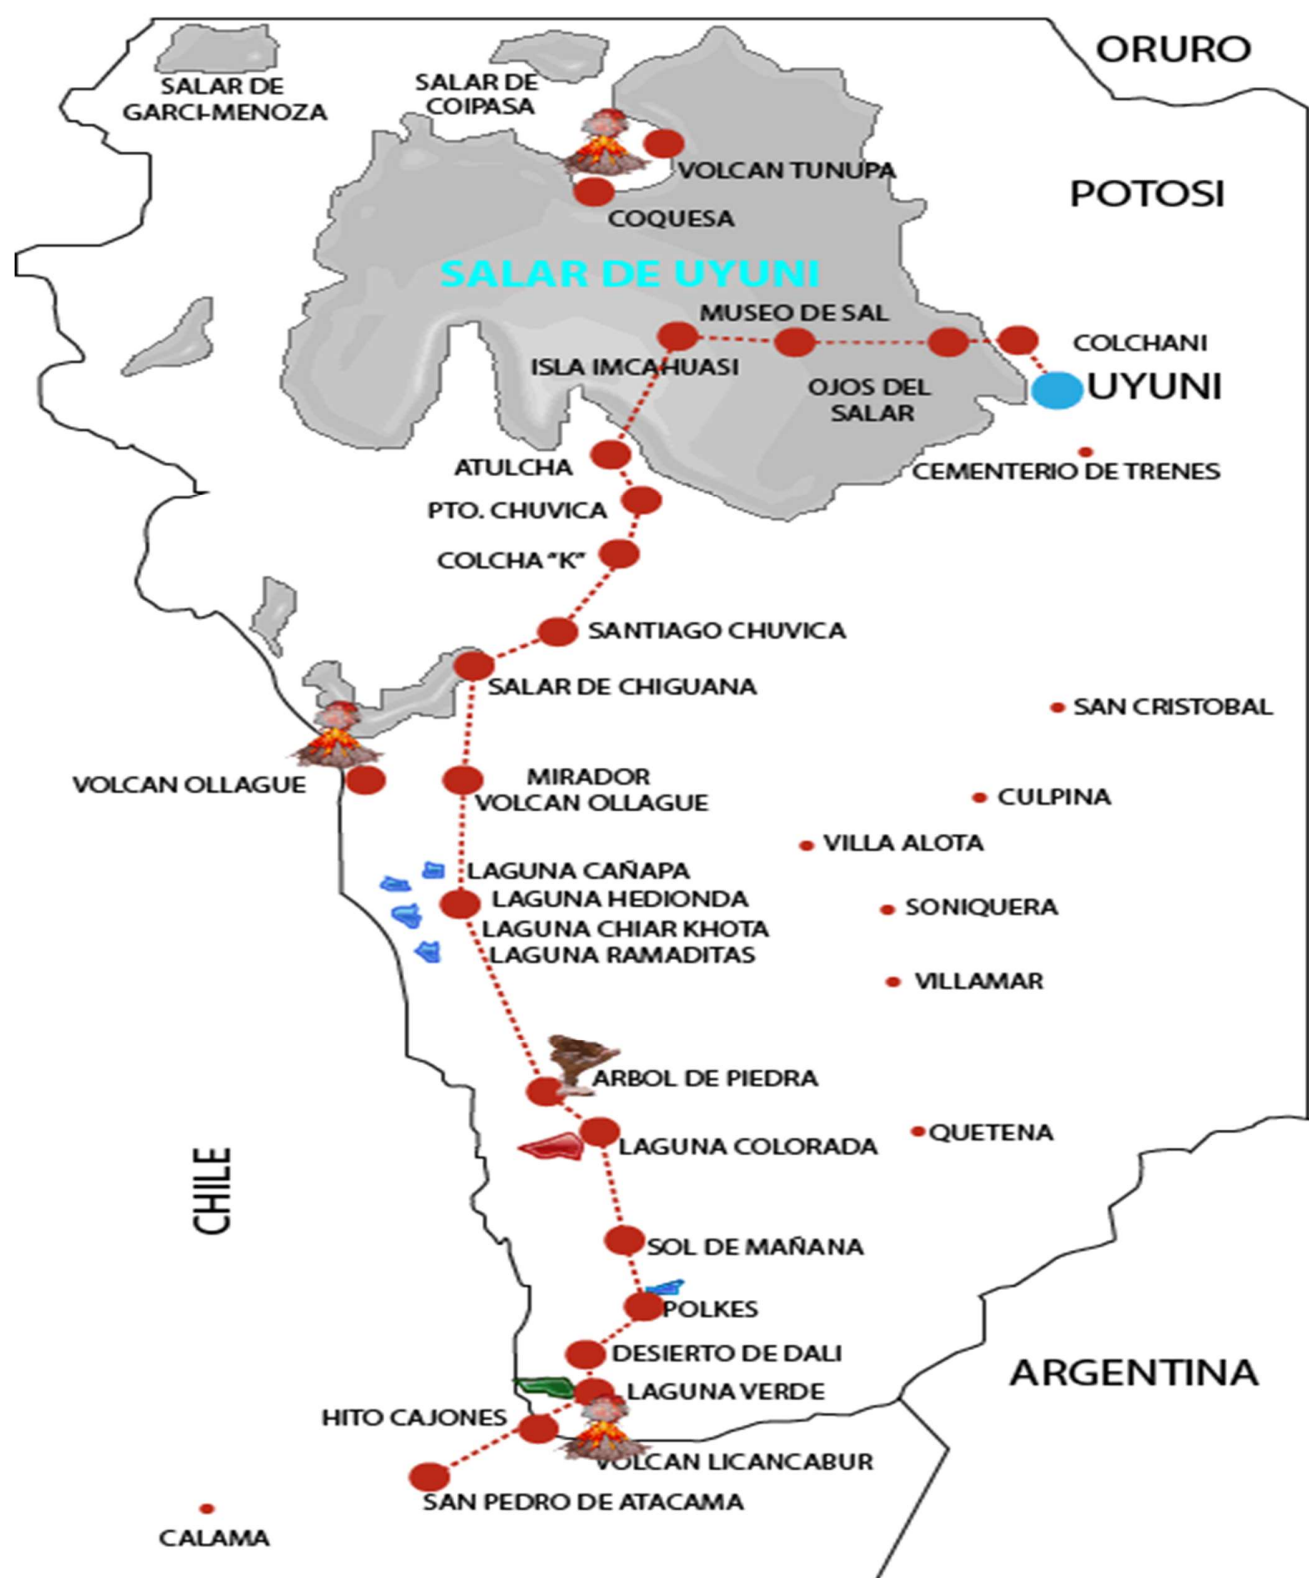 ORURO
SALAR DE
GARCI-MENOZA
SALAR DE
COIPASA
VOLCAN TUNUPA
POTOSI
COQUESA
SALAR DE UYUNI
MUSEO DE SAL
COLCHANI
ISLA IMCAHUASI
OJOS DEL
SALAR
UYUNI
ATULCHA
CEMENTERIO DE TRENES
PTO. CHUVICA
COLCHA "K"
SANTIAGO CHUVICA
SALAR DE CHIGUANA
SAN CRISTOBAL
VOLCAN OLLAGUE
MIRADOR
VOLCAN OLLAGUE
CULPINA
VILLA ALOTA
LAGUNA CAÑAPA
LAGUNA HEDIONDA
SONIQUERA
LAGUNA CHIAR KHOTA
LAGUNA RAMADITAS
VILLAMAR
ARBOL DE PIEDRA
LAGUNA COLORADA
QUETENA
CHILE
SOL DE MAÑANA
POLKES
DESIERTO DE DALI
ARGENTINA
LAGUNA VERDE
HITO CAJONES
VOLCAN LICANCABUR
SAN PEDRO DE ATACAMA
CALAMA